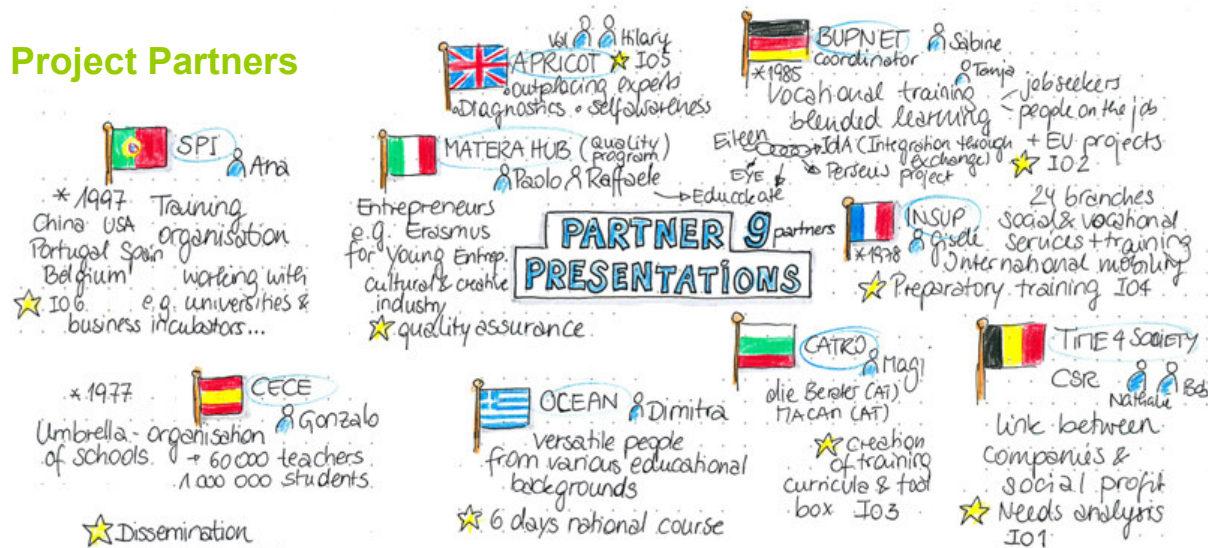 Project Partners
PARTNER 9 partners
PRESENTATIONS
SPI
Ana
* 1997 Training
China USA organisation
Portugal Spain
Belgium working with
IO6 e.g. universities &
business incubators...
* 1977
CECE
Gonzalo
Umbrella-organisation
of schools. → 60 000 teachers
1 000 000 students.
Dissemination
Val Hilary
APRICOT IO5
• outplacing experts
• Diagnostics • selfawareness
MATERA HUB (quality
program)
Paolo Raffaele
→ Educckate
Entrepreneurs
e.g. Erasmus
for Young Entrep.
cultural & creative
industry
quality assurance
OCEAN Dimitra
versatile people
from various educational
backgrounds
6 days national course
BUPNET Sabine
coordinator
Tanja
* 1985
vocational training
blended learning
jobseekers
people on the job
+ EU projects
IO2
Eileen
IdA (Integration through
exchange)
EYE
Perseus project
INSUP
* 1978
Gisele
24 branches
social & vocational
services + training
International mobility
Preparatory training IO4
CATRO
Magi
die Berater (AT)
MACAN (AT)
creation
of training
curricula & tool
box IO3
TIME 4 SOCIETY
CSR
Nathalie Bob
link between
companies &
social profit
Needs analysis
IO1